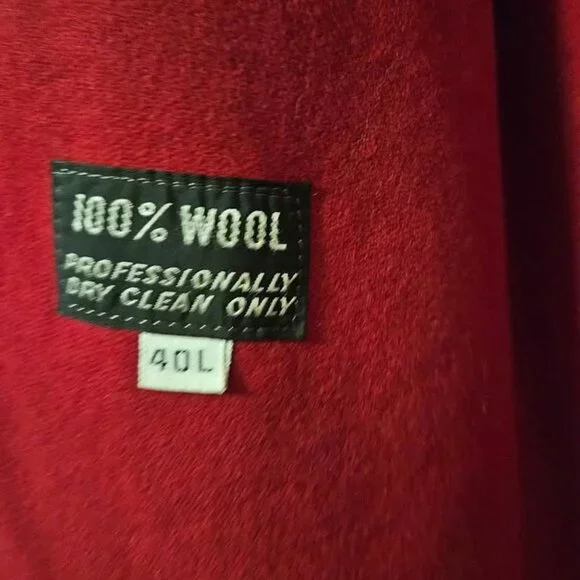 100% WOOL
PROFESSIONALLY
DRY CLEAN ONLY
40L